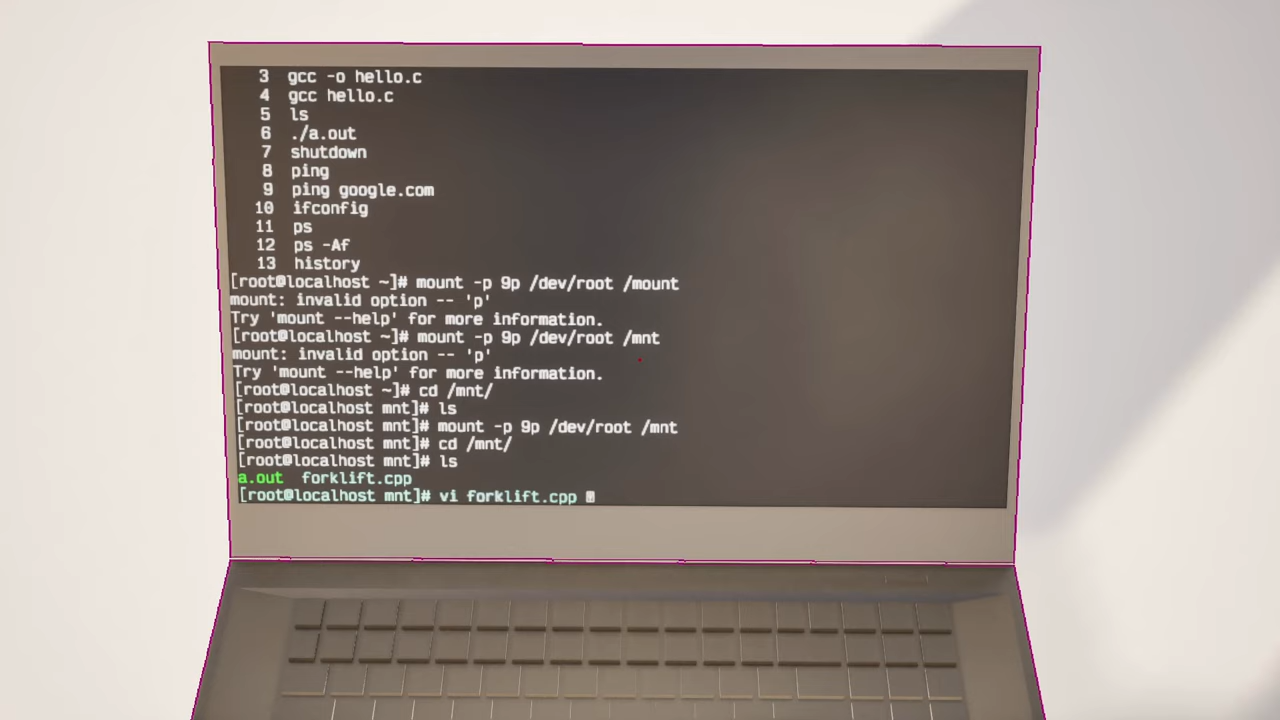 3 gcc -o hello.c
4 gcc hello.c
5 ls
6 ./a.out
7 shutdown
8 ping
9 ping google.com
10 ifconfig
11 ps
12 ps -Af
13 history
[root@localhost ~]# mount -p 9p /dev/root /mount
mount: invalid option -- 'p'
Try 'mount --help' for more information.
[root@localhost ~]# mount -p 9p /dev/root /mnt
mount: invalid option -- 'p'
Try 'mount --help' for more information.
[root@localhost ~]# cd /mnt/
[root@localhost mnt]# ls
[root@localhost mnt]# mount -p 9p /dev/root /mnt
[root@localhost mnt]# cd /mnt/
[root@localhost mnt]# ls
a.out forklift.cpp
[root@localhost mnt]# vi forklift.cpp